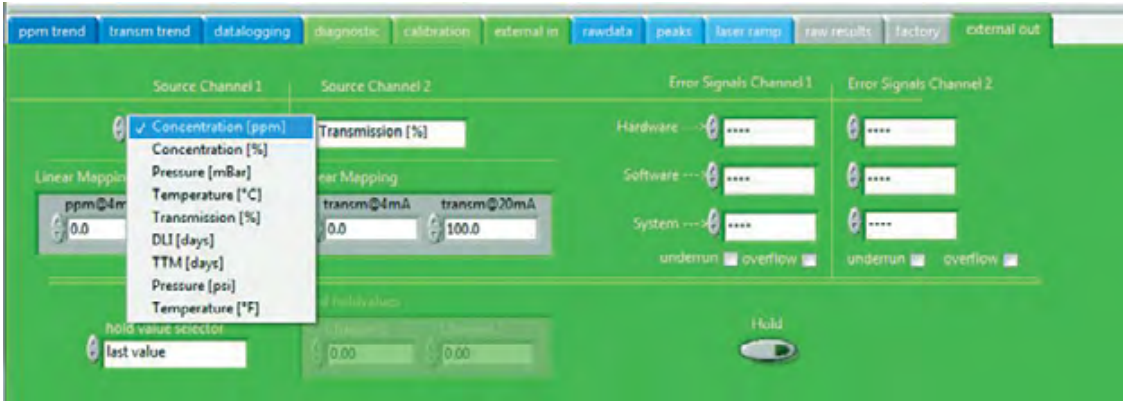 ppm trend transm trend datalogging diagnostic calibration external in rawdata peaks laser ramp raw results factory external out
Source Channel 1 Source Channel 2 Error Signals Channel 1 Error Signals Channel 2
✓ Concentration [ppm]
Concentration [%]
Pressure [mBar]
Temperature [°C]
Transmission [%]
DLI [days]
TTM [days]
Pressure [psi]
Temperature [°F]
Transmission [%]
Hardware ---> ---- ----
Software ---> ---- ----
System ---> ---- ----
underrun overflow underrun overflow
Linear Mapping
ppm@4m transm@4mA transm@20mA
0.0 0.0 100.0
hold value selector
last value
0.00 0.00
Hold